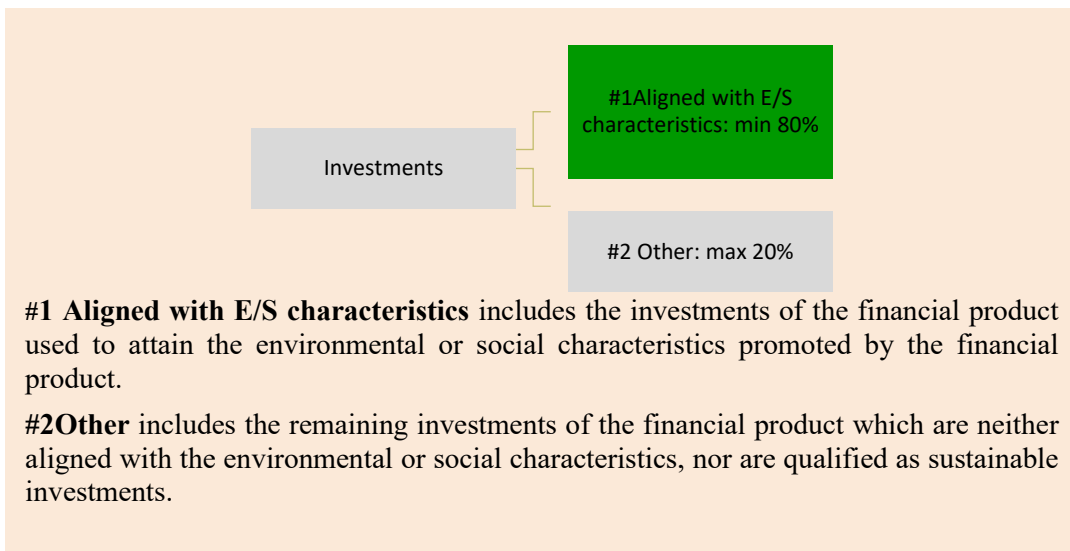 #1Aligned with E/S
characteristics: min 80%
Investments
#2 Other: max 20%
#1 Aligned with E/S characteristics includes the investments of the financial product
used to attain the environmental or social characteristics promoted by the financial
product.
#2Other includes the remaining investments of the financial product which are neither
aligned with the environmental or social characteristics, nor are qualified as sustainable
investments.